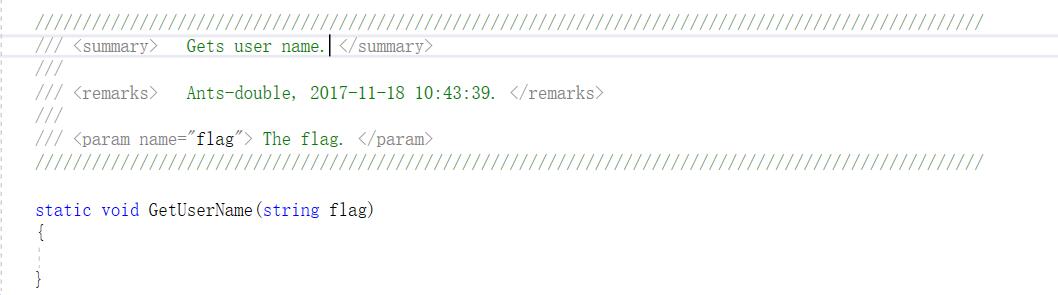 ////////////////////////////////////////////////////////////////////////////////////////////////////
/// <summary>   Gets user name. </summary>
///
/// <remarks>   Ants-double, 2017-11-18 10:43:39. </remarks>
///
/// <param name="flag"> The flag. </param>
////////////////////////////////////////////////////////////////////////////////////////////////////
static void GetUserName(string flag)
{
}